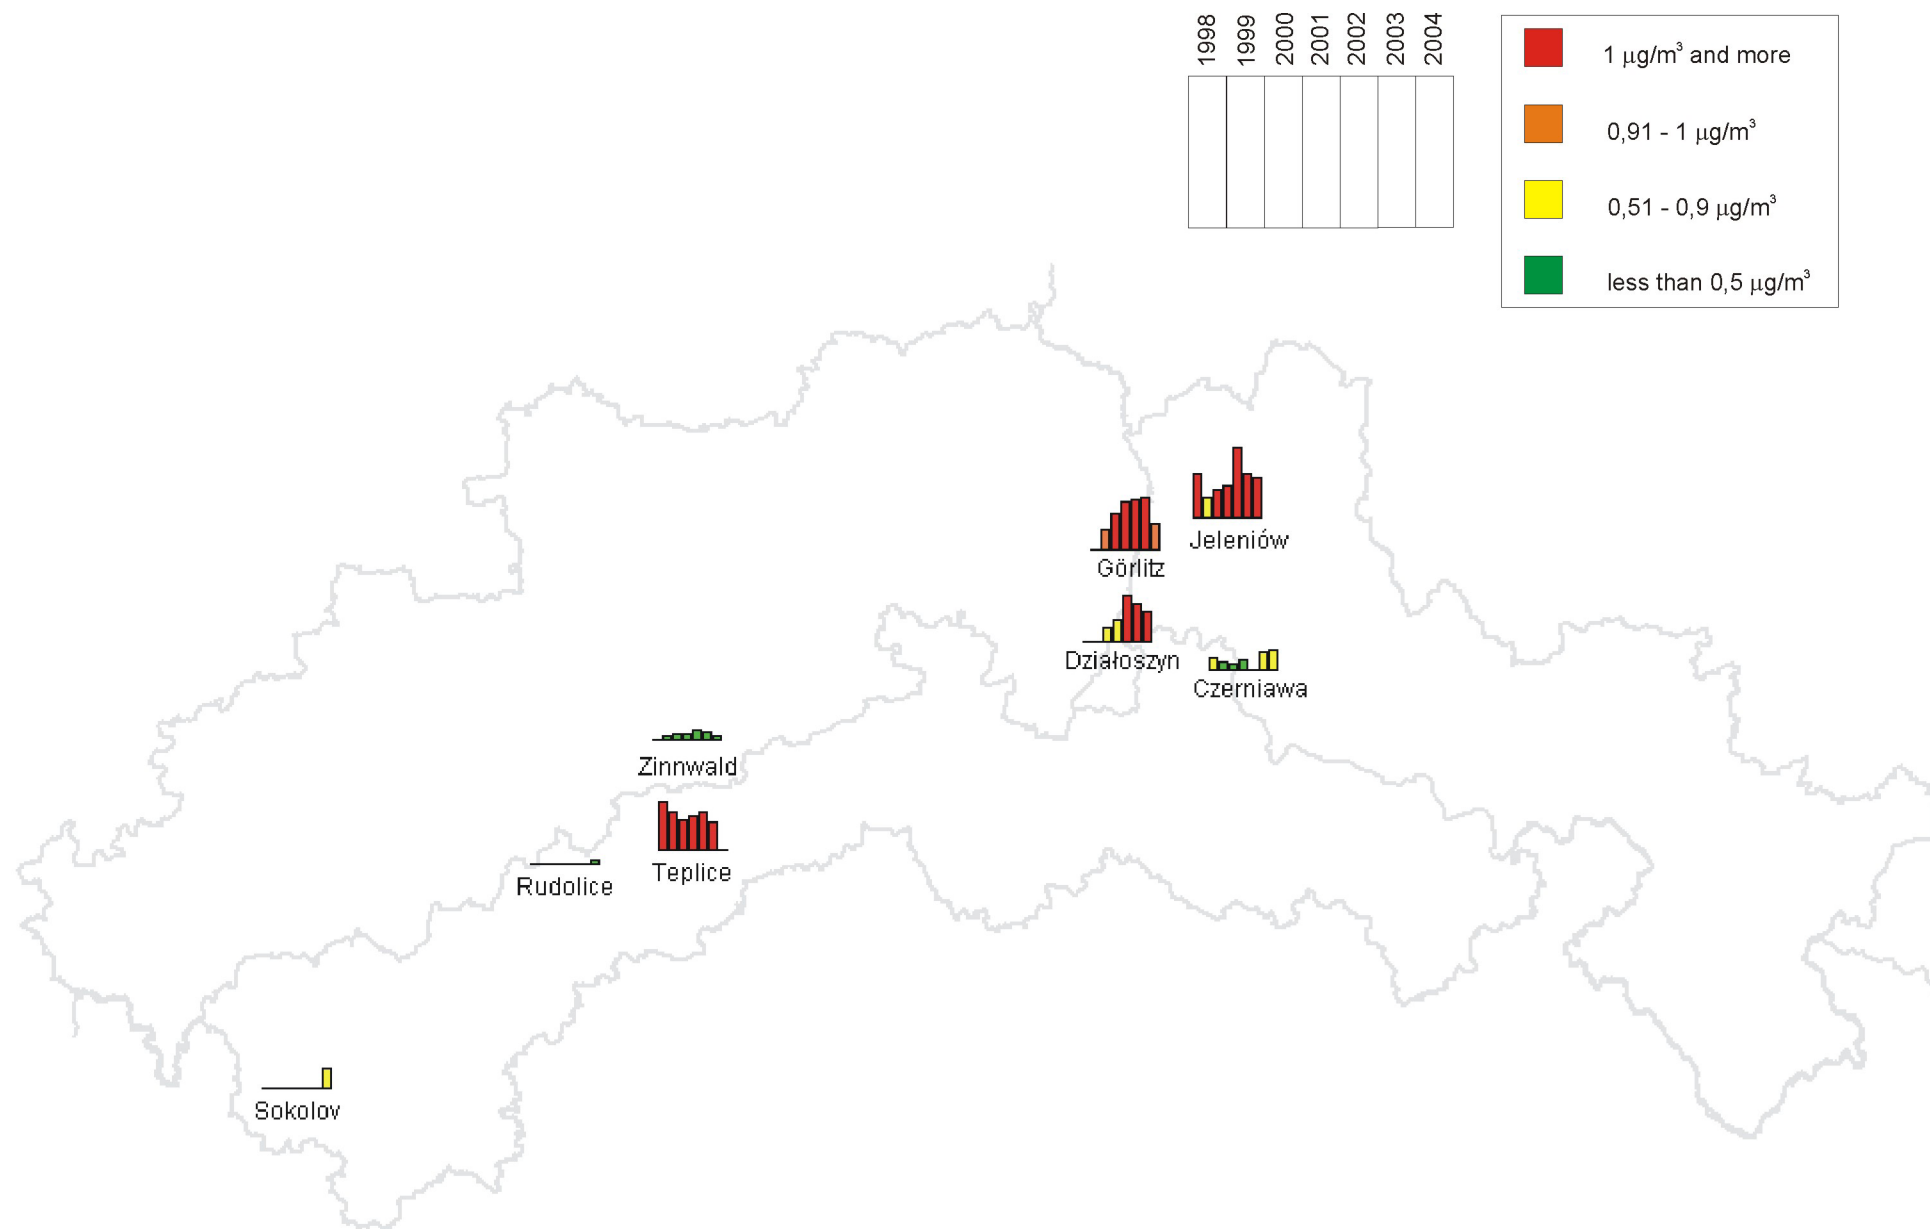 1998
1999
2000
2001
2002
2003
2004
1 µg/m³ and more
0,91 - 1 µg/m³
0,51 - 0,9 µg/m³
less than 0,5 µg/m³
Jeleniów
Görlitz
Działoszyn
Czerniawa
Zinnwald
Teplice
Rudolice
Sokolov